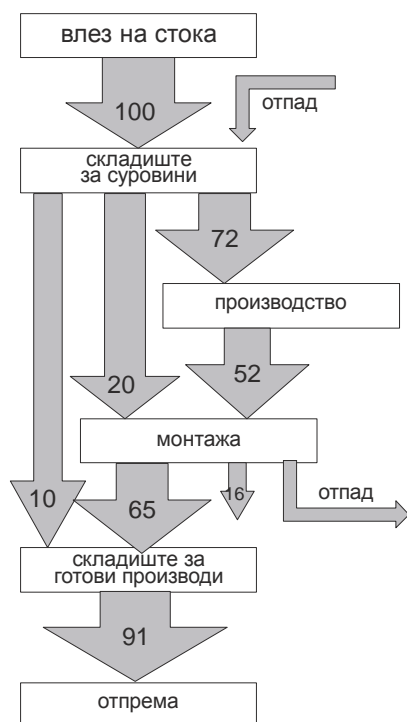 влез на стока
100
отпад
складиште
за суровини
72
производство
20
52
монтажа
10
65
16
отпад
складиште за
готови производи
91
отпрема